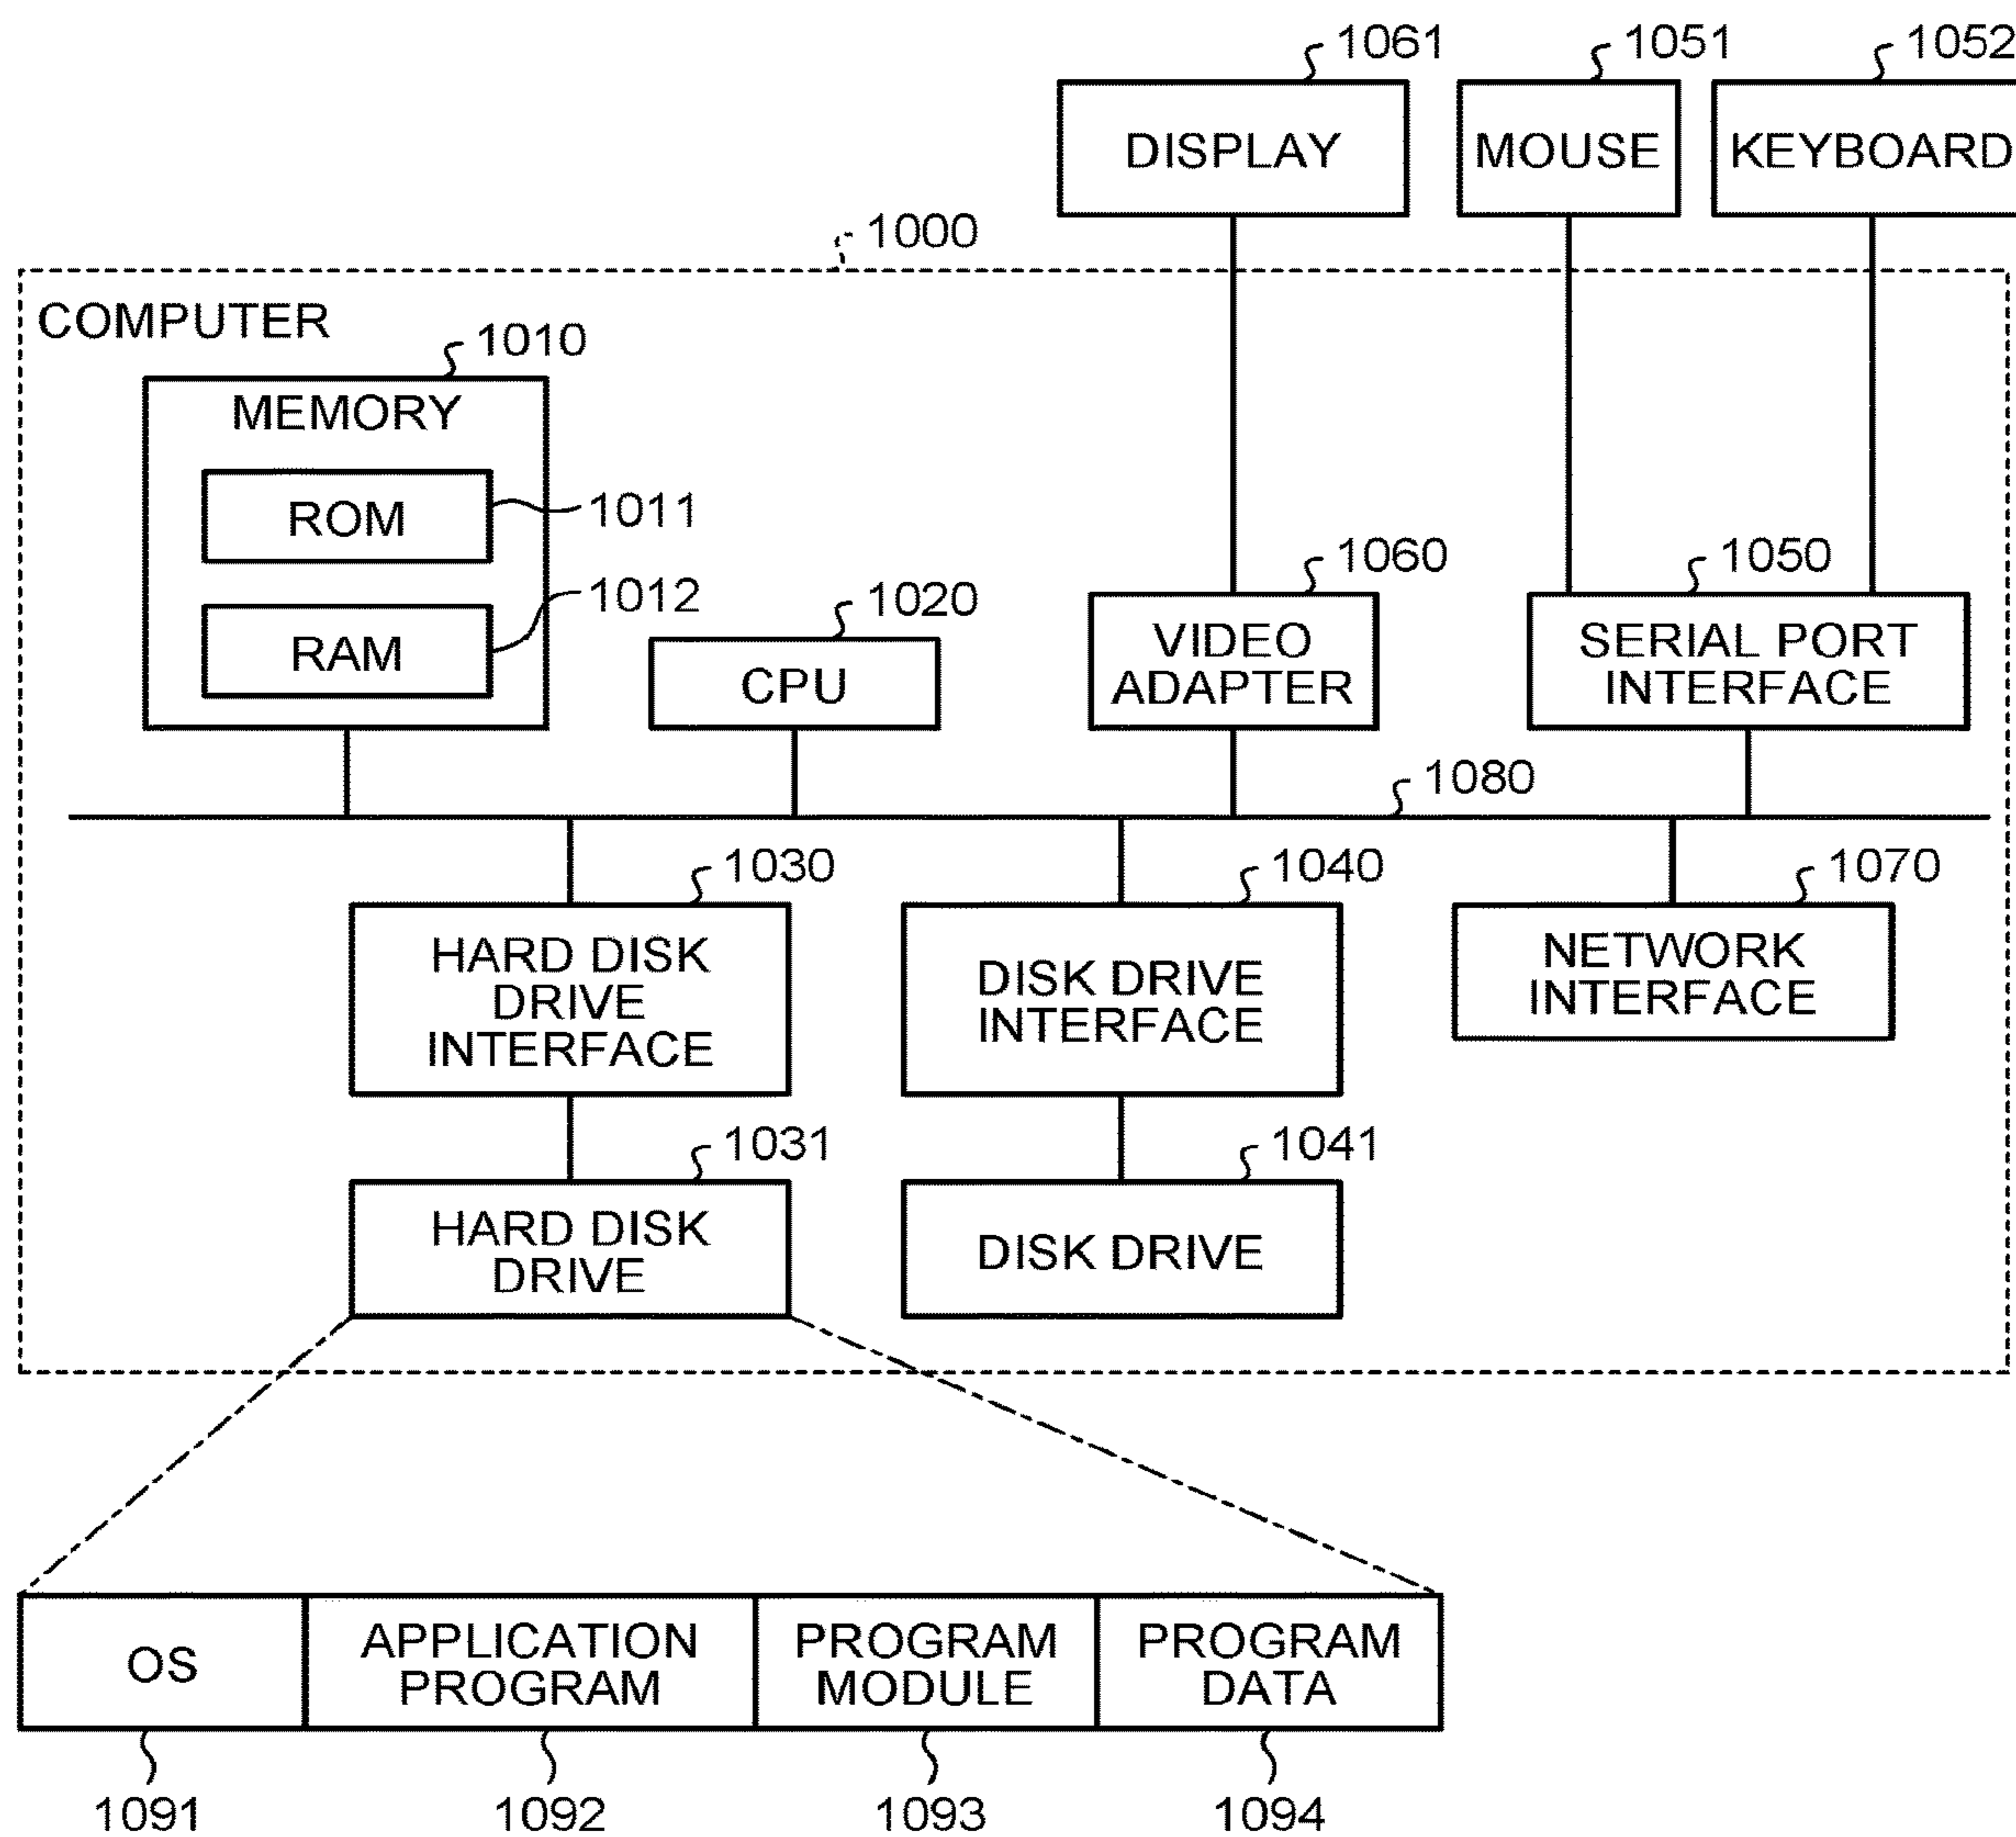 1061
1051
1052
DISPLAY
MOUSE
KEYBOARD
1000
COMPUTER
1010
MEMORY
ROM
1011
RAM
1012
1020
CPU
1060
VIDEO
ADAPTER
1050
SERIAL PORT
INTERFACE
1080
1030
HARD DISK
DRIVE
INTERFACE
1040
DISK DRIVE
INTERFACE
1070
NETWORK
INTERFACE
1031
HARD DISK
DRIVE
1041
DISK DRIVE
OS
APPLICATION
PROGRAM
PROGRAM
MODULE
PROGRAM
DATA
1091
1092
1093
1094